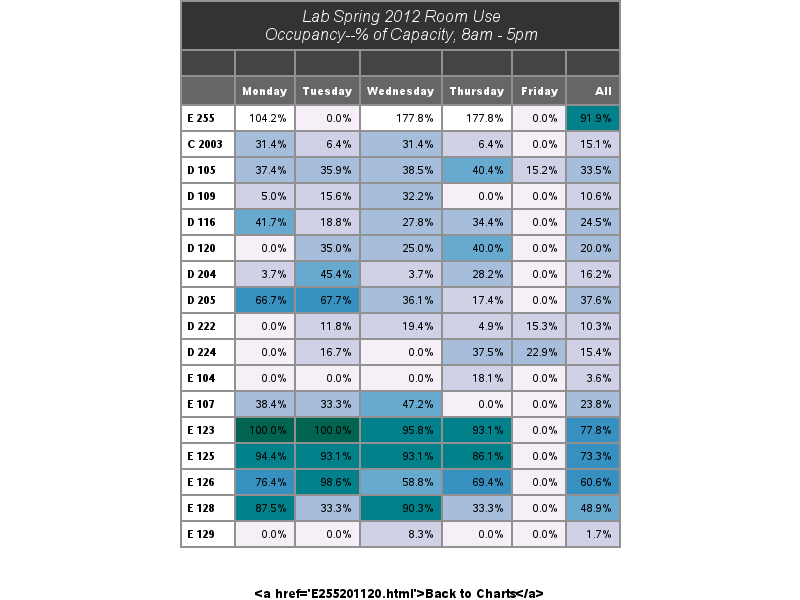 Lab Spring 2012 Room Use
Occupancy--% of Capacity, 8am - 5pm
Monday Tuesday Wednesday Thursday Friday All
E 255 104.2% 0.0% 177.8% 177.8% 0.0% 91.9%
C 2003 31.4% 6.4% 31.4% 6.4% 0.0% 15.1%
D 105 37.4% 35.9% 38.5% 40.4% 15.2% 33.5%
D 109 5.0% 15.6% 32.2% 0.0% 0.0% 10.6%
D 116 41.7% 18.8% 27.8% 34.4% 0.0% 24.5%
D 120 0.0% 35.0% 25.0% 40.0% 0.0% 20.0%
D 204 3.7% 45.4% 3.7% 28.2% 0.0% 16.2%
D 205 66.7% 67.7% 36.1% 17.4% 0.0% 37.6%
D 222 0.0% 11.8% 19.4% 4.9% 15.3% 10.3%
D 224 0.0% 16.7% 0.0% 37.5% 22.9% 15.4%
E 104 0.0% 0.0% 0.0% 18.1% 0.0% 3.6%
E 107 38.4% 33.3% 47.2% 0.0% 0.0% 23.8%
E 123 100.0% 100.0% 95.8% 93.1% 0.0% 77.8%
E 125 94.4% 93.1% 93.1% 86.1% 0.0% 73.3%
E 126 76.4% 98.6% 58.8% 69.4% 0.0% 60.6%
E 128 87.5% 33.3% 90.3% 33.3% 0.0% 48.9%
E 129 0.0% 0.0% 8.3% 0.0% 0.0% 1.7%
<a href='E255201120.html'>Back to Charts</a>